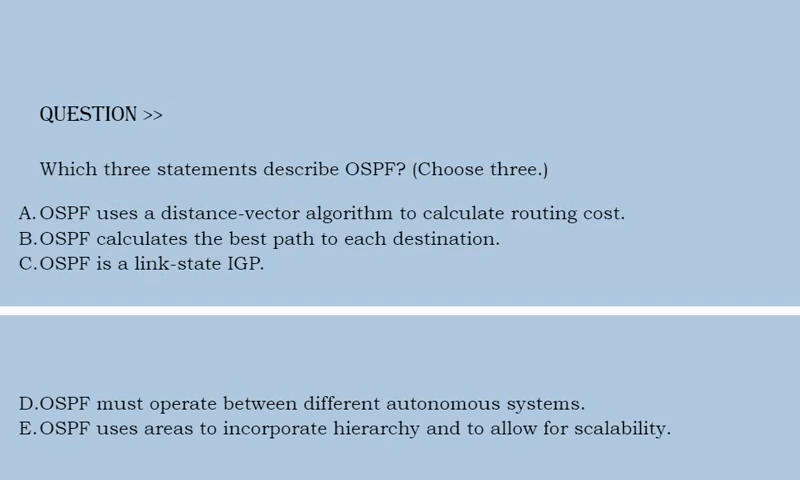 QUESTION >>
Which three statements describe OSPF? (Choose three.)
A. OSPF uses a distance-vector algorithm to calculate routing cost.
B. OSPF calculates the best path to each destination.
C. OSPF is a link-state IGP.
D. OSPF must operate between different autonomous systems.
E. OSPF uses areas to incorporate hierarchy and to allow for scalability.